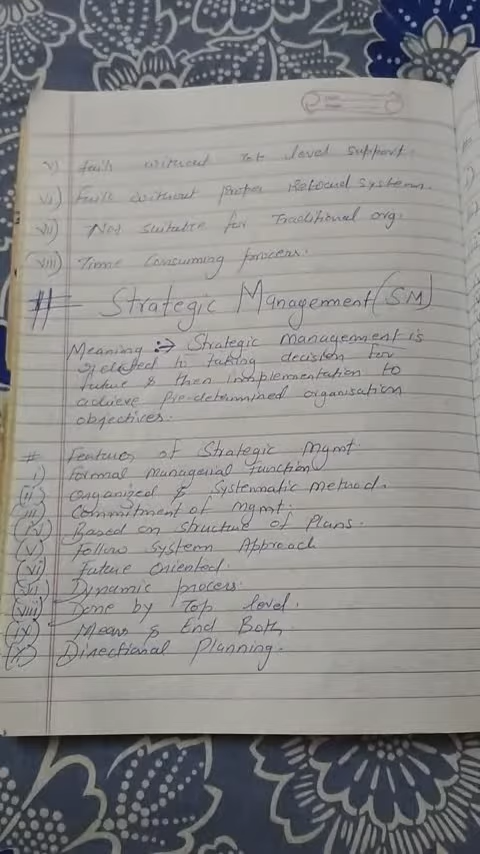 v) Fails without top level support.
vi) Fails without proper Reward system.
vii) Not suitable for Traditional org.
viii) Time Consuming process.
# Strategic Management (SM)
Meaning :-> Strategic management is
related to taking decision for
future & then implementation to
achieve Pre-determined organisation
objectives.
# Features of Strategic Mgmt.
i) Formal managerial function
(ii) Organized & Systematic method.
(iii) Commitment of mgmt.
(iv) Based on structure of Plans.
(v) Follow System Approach
(vi) Future Oriented.
(vii) Dynamic process.
(viii) Done by Top level.
(ix) Means & End Both.
(x) Directional Planning.